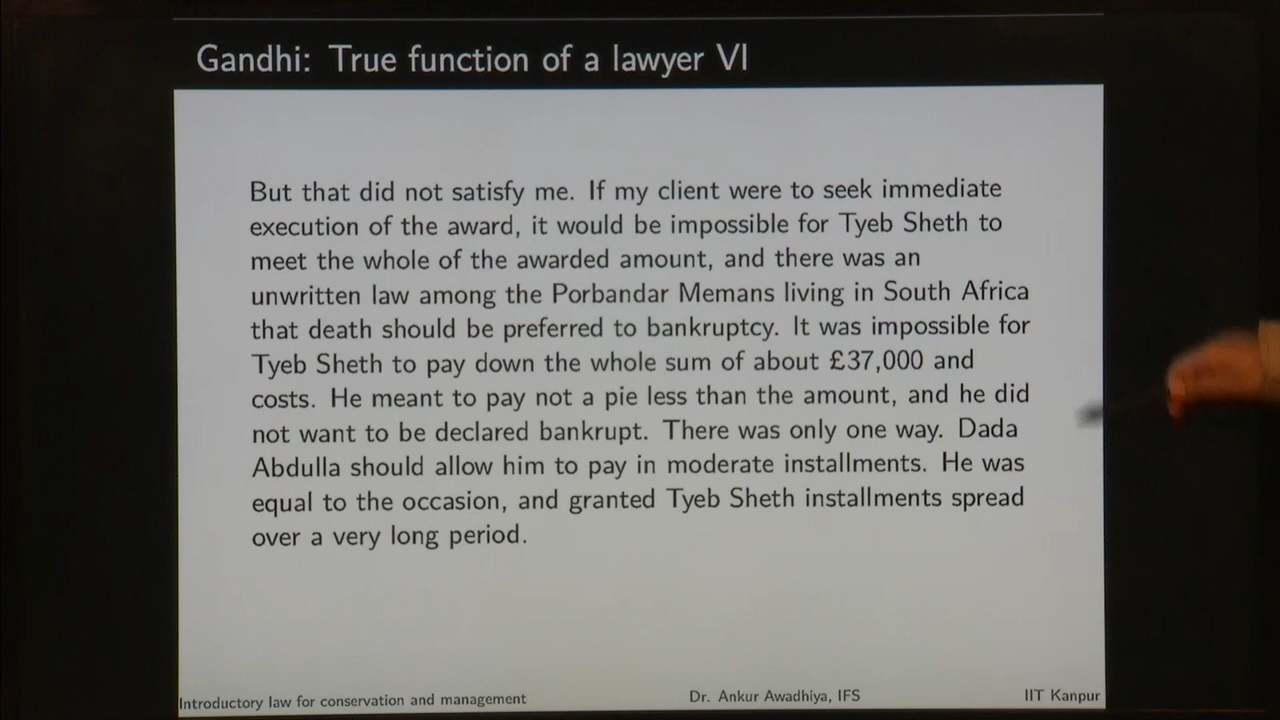 Gandhi: True function of a lawyer VI
But that did not satisfy me. If my client were to seek immediate
execution of the award, it would be impossible for Tyeb Sheth to
meet the whole of the awarded amount, and there was an
unwritten law among the Porbandar Memans living in South Africa
that death should be preferred to bankruptcy. It was impossible for
Tyeb Sheth to pay down the whole sum of about £37,000 and
costs. He meant to pay not a pie less than the amount, and he did
not want to be declared bankrupt. There was only one way. Dada
Abdulla should allow him to pay in moderate installments. He was
equal to the occasion, and granted Tyeb Sheth installments spread
over a very long period.
Introductory law for conservation and management Dr. Ankur Awadhiya, IFS IIT Kanpur